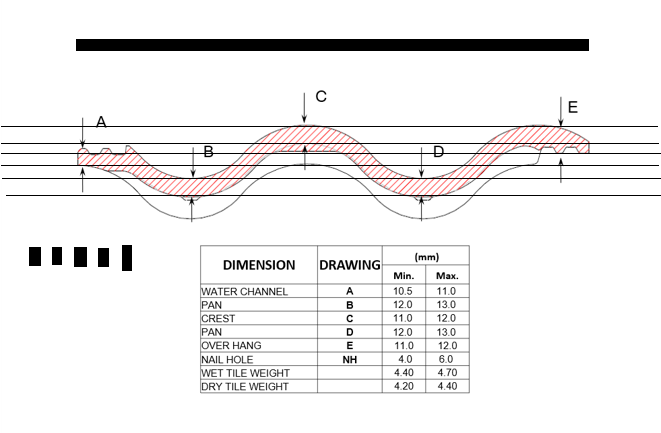 C
E
A
B
D
DIMENSION DRAWING (mm)
Min. Max.
WATER CHANNEL A 10.5 11.0
PAN B 12.0 13.0
CREST C 11.0 12.0
PAN D 12.0 13.0
OVER HANG E 11.0 12.0
NAIL HOLE NH 4.0 6.0
WET TILE WEIGHT 4.40 4.70
DRY TILE WEIGHT 4.20 4.40